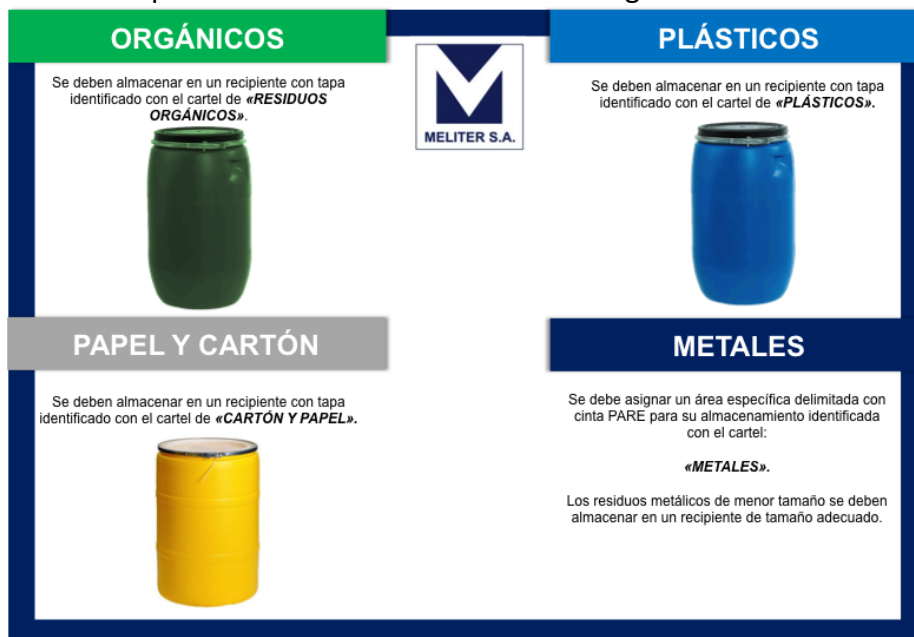 ORGÁNICOS
Se deben almacenar en un recipiente con tapa
identificado con el cartel de «RESIDUOS
ORGÁNICOS».
MELITER S.A.
PLÁSTICOS
Se deben almacenar en un recipiente con tapa
identificado con el cartel de «PLÁSTICOS».
PAPEL Y CARTÓN
Se deben almacenar en un recipiente con tapa
identificado con el cartel de «CARTÓN Y PAPEL».
METALES
Se debe asignar un área específica delimitada con
cinta PARE para su almacenamiento identificada
con el cartel:
«METALES».
Los residuos metálicos de menor tamaño se deben
almacenar en un recipiente de tamaño adecuado.